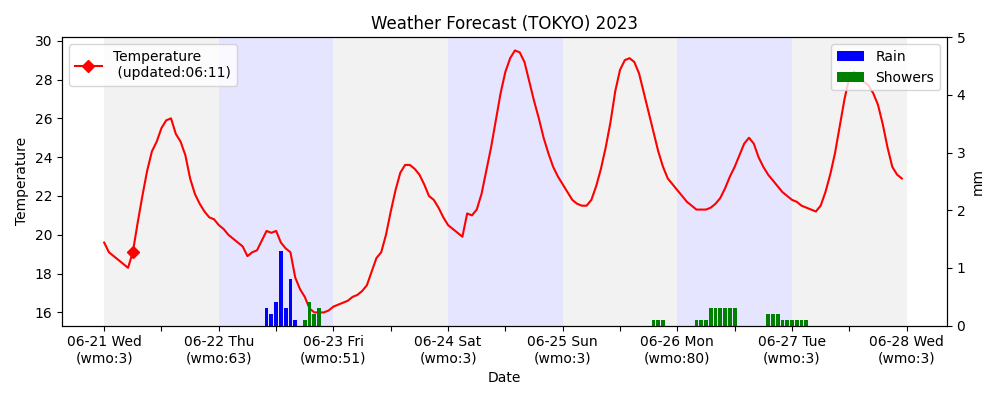 Weather Forecast (TOKYO) 2023
Temperature
(updated:06:11)
Rain
Showers
30
28
26
24
22
20
18
16
Temperature
5
4
3
2
1
0
mm
06-21 Wed
(wmo:3)
06-22 Thu
(wmo:63)
06-23 Fri
(wmo:51)
06-24 Sat
(wmo:3)
06-25 Sun
(wmo:3)
06-26 Mon
(wmo:80)
06-27 Tue
(wmo:3)
06-28 Wed
(wmo:3)
Date